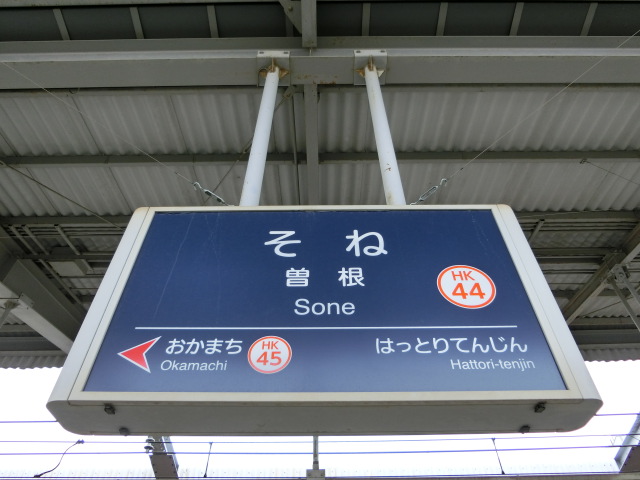 そね
曽根
Sone
HK
44
おかまち
Okamachi
HK
45
はっとりてんじん
Hattori-tenjin